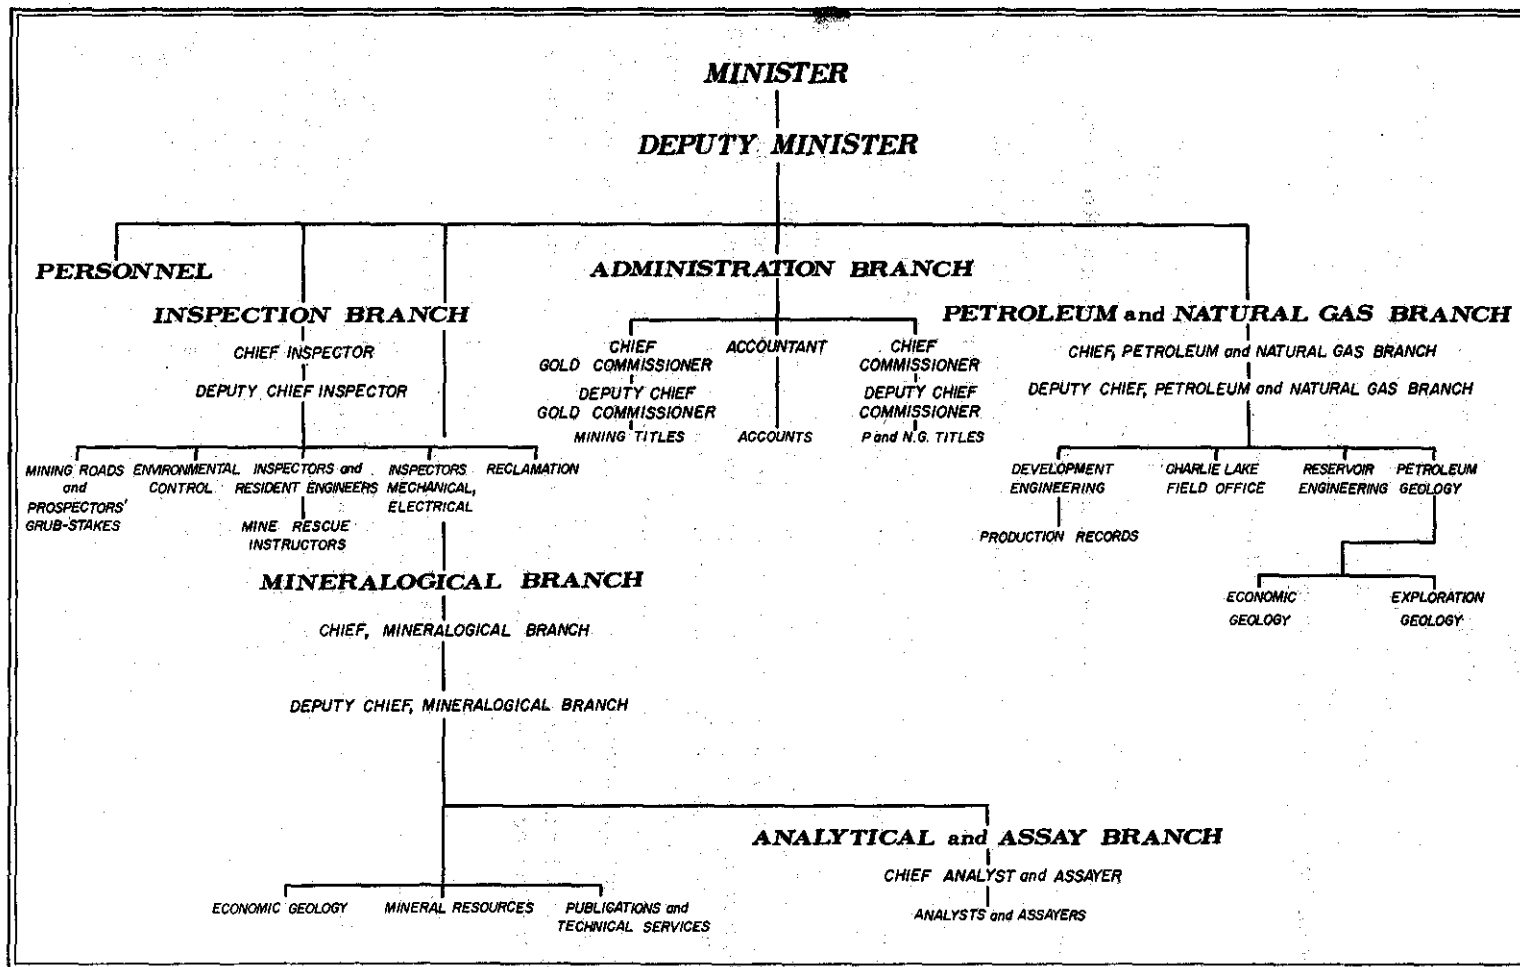 MINISTER
DEPUTY MINISTER
PERSONNEL
INSPECTION BRANCH
CHIEF INSPECTOR
DEPUTY CHIEF INSPECTOR
MINING ROADS
and
PROSPECTORS'
GRUB-STAKES
ENVIRONMENTAL
CONTROL
INSPECTORS and
RESIDENT ENGINEERS
MINE RESCUE
INSTRUCTORS
INSPECTORS
MECHANICAL,
ELECTRICAL
RECLAMATION
MINERALOGICAL BRANCH
CHIEF, MINERALOGICAL BRANCH
DEPUTY CHIEF, MINERALOGICAL BRANCH
ECONOMIC GEOLOGY
MINERAL RESOURCES
PUBLICATIONS and
TECHNICAL SERVICES
ANALYTICAL and ASSAY BRANCH
CHIEF ANALYST and ASSAYER
ANALYSTS and ASSAYERS
ADMINISTRATION BRANCH
CHIEF
GOLD COMMISSIONER
DEPUTY CHIEF
GOLD COMMISSIONER
MINING TITLES
ACCOUNTANT
ACCOUNTS
CHIEF
COMMISSIONER
DEPUTY CHIEF
COMMISSIONER
P and N.G. TITLES
PETROLEUM and NATURAL GAS BRANCH
CHIEF, PETROLEUM and NATURAL GAS BRANCH
DEPUTY CHIEF, PETROLEUM and NATURAL GAS BRANCH
DEVELOPMENT
ENGINEERING
PRODUCTION RECORDS
CHARLIE LAKE
FIELD OFFICE
RESERVOIR
ENGINEERING
PETROLEUM
GEOLOGY
ECONOMIC
GEOLOGY
EXPLORATION
GEOLOGY